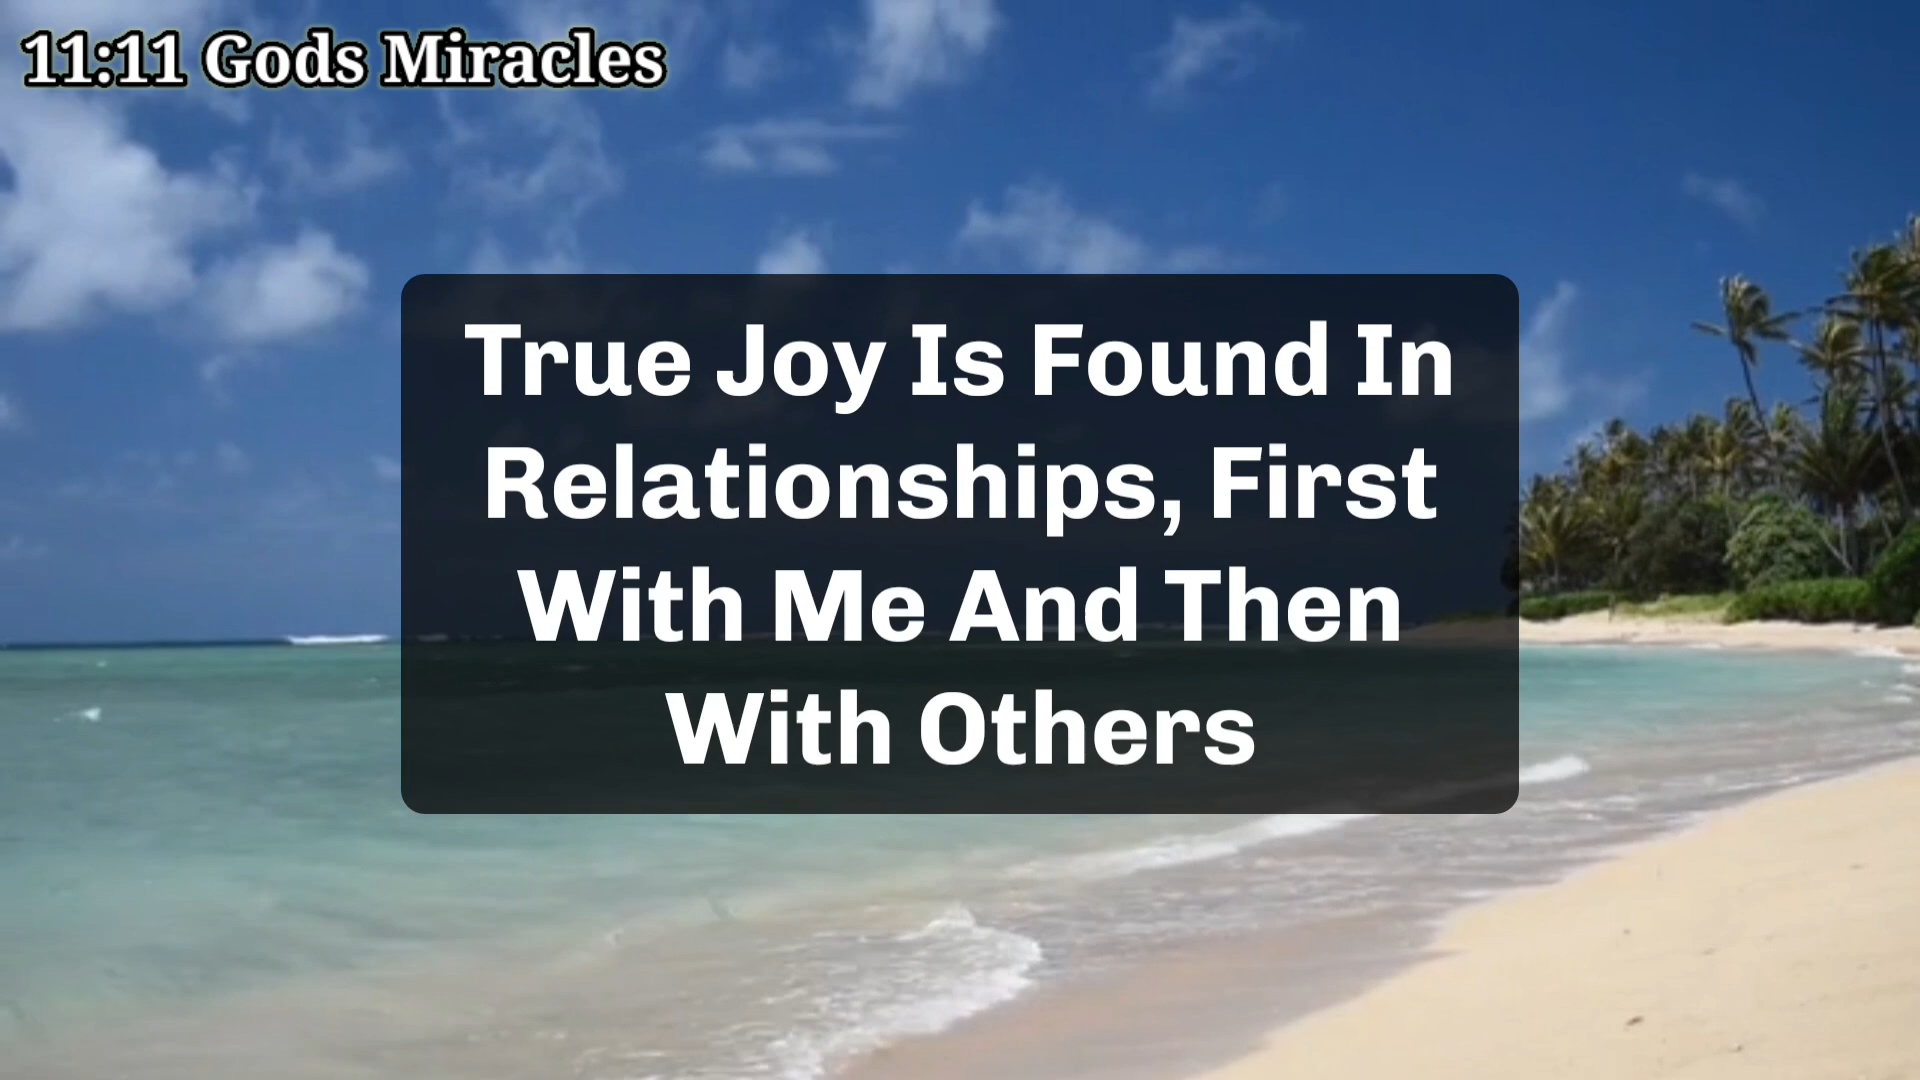 11:11 Gods Miracles
True Joy Is Found In
Relationships, First
With Me And Then
With Others